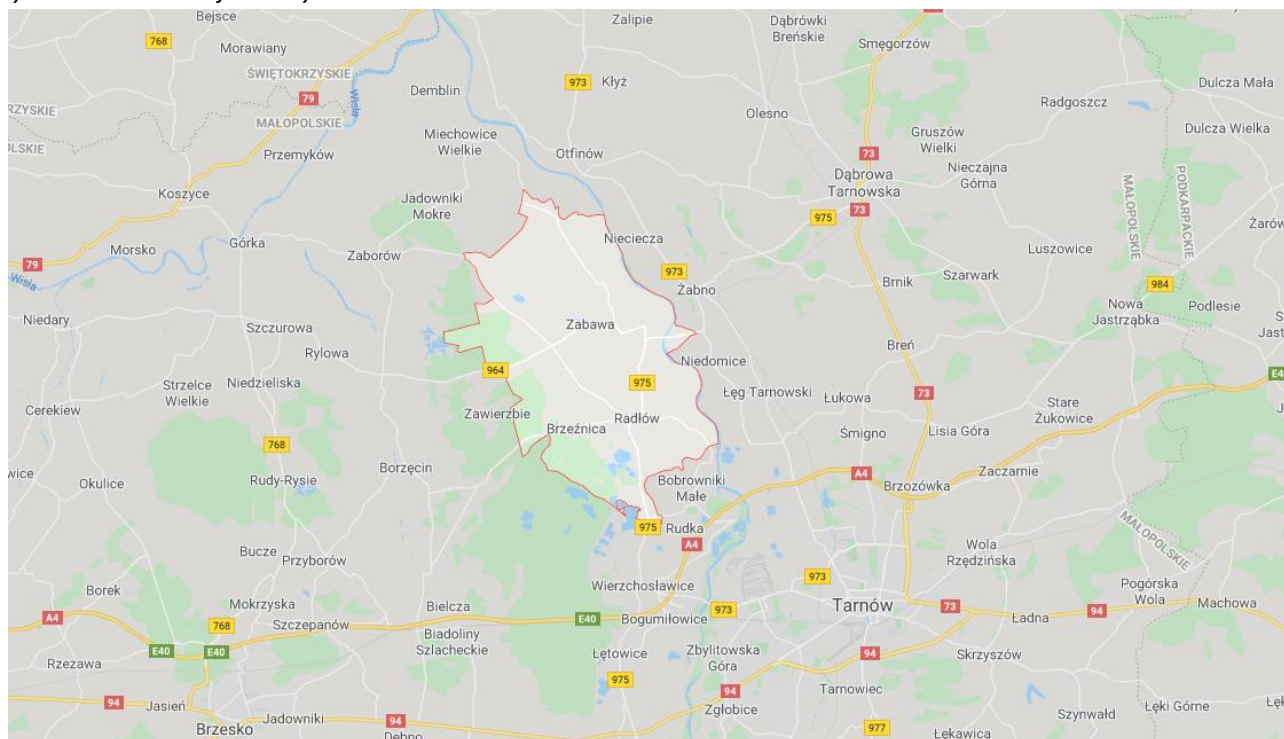 Bejsce
Zalipie
Dąbrówki
Breńskie
73
768
Morawiany
Smęgorzów
ŚWIĘTOKRZYSKIE
973
Kłyż
Dulcza Mała
79
Demblin
Wisła
RZYSKIE
MAŁOPOLSKIE
Olesno
Radgoszcz
Miechowice
Wielkie
Gruszów
Wielki
Dulcza Wielka
OLSKIE
Przemyków
Otfinów
73
Nieczajna
Górna
Dąbrowa
Tarnowska
Koszyce
Jadowniki
Mokre
MAŁOPOLSKIE
PODKARPACKIE
975
73
Żarów
Morsko
Górka
Nieciecza
Luszowice
79
Zaborów
973
Szarwark
Wisła
Żabno
Brnik
984
Niedary
Szczurowa
Zabawa
Nowa
Jastrząbka
Podlesie
Rylowa
Breń
Niedomice
964
975
Strzelce
Wielkie
Niedzieliska
Łęg Tarnowski
Łukowa
73
Stare
Żukowice
Cerekiew
Zawierzbie
Brzeźnica
Radłów
Śmigno
Lisia Góra
768
Borzęcin
Okulice
Rudy-Rysie
Bobrowniki
Małe
A4
Brzozówka
Zaczarnie
975
Rudka
A4
MAŁOPOLSKIE
Bucze
Przyborów
Wola
Rzędzińska
Borek
Wierzchosławice
973
Pogórska
Wola
A4
Mokrzyska
768
Szczepanów
Bielcza
E40
Bogumiłowice
973
Tarnów
73
Ładna
94
Machowa
E40
E40
Biadoliny
Szlacheckie
Łętowice
Zbylitowska
Góra
94
Skrzyszów
Rzezawa
975
94
Tarnowiec
94
Jasień
Jadowniki
94
Zgłobice
Szynwałd
Łęki Górne
Brzesko
977
Łękawica